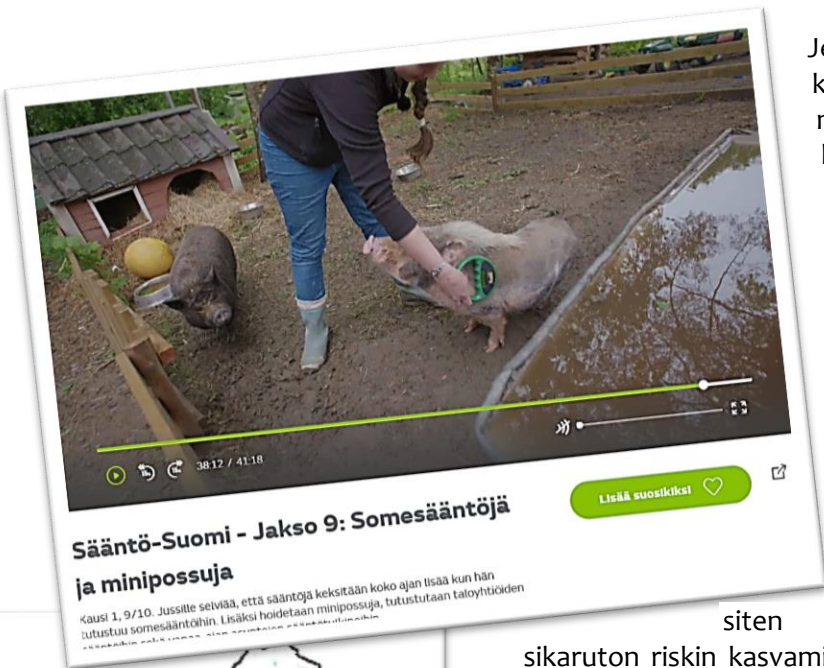 Je
k
38:12 / 41:18
Lisää suosikiksi
Sääntö-Suomi - Jakso 9: Somesääntöjä
ja minipossuja
Kausi 1, 9/10. Jussille selviää, että sääntöjä keksitään koko ajan lisää kun hän
tutustuu somesääntöihin. Lisäksi hoidetaan minipossuja, tutustutaan taloyhtiöiden
siten
sikaruton riskin kasvami